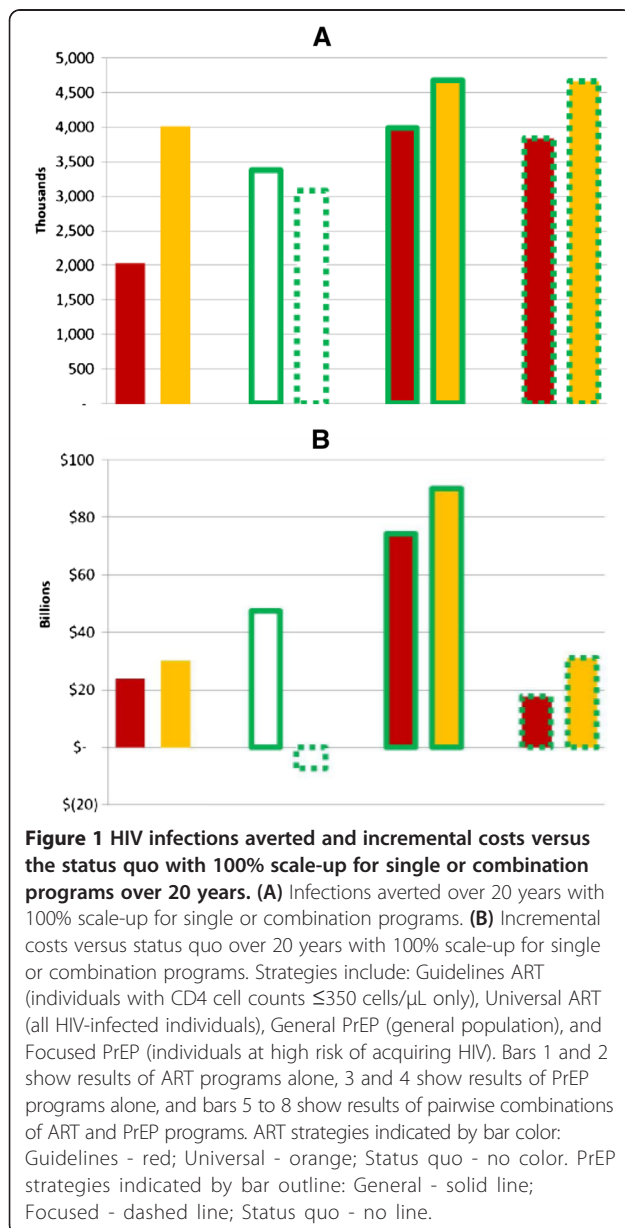 A
5,000
4,500
4,000
3,500
3,000
2,500
2,000
1,500
1,000
500
-
Thousands
B
$100
$80
$60
$40
$20
$-
$(20)
Billions
Figure 1 HIV infections averted and incremental costs versus
the status quo with 100% scale-up for single or combination
programs over 20 years. (A) Infections averted over 20 years with
100% scale-up for single or combination programs. (B) Incremental
costs versus status quo over 20 years with 100% scale-up for single
or combination programs. Strategies include: Guidelines ART
(individuals with CD4 cell counts ≤350 cells/μL only), Universal ART
(all HIV-infected individuals), General PrEP (general population), and
Focused PrEP (individuals at high risk of acquiring HIV). Bars 1 and 2
show results of ART programs alone, 3 and 4 show results of PrEP
programs alone, and bars 5 to 8 show results of pairwise combinations
of ART and PrEP programs. ART strategies indicated by bar color:
Guidelines - red; Universal - orange; Status quo - no color. PrEP
strategies indicated by bar outline: General - solid line;
Focused - dashed line; Status quo - no line.